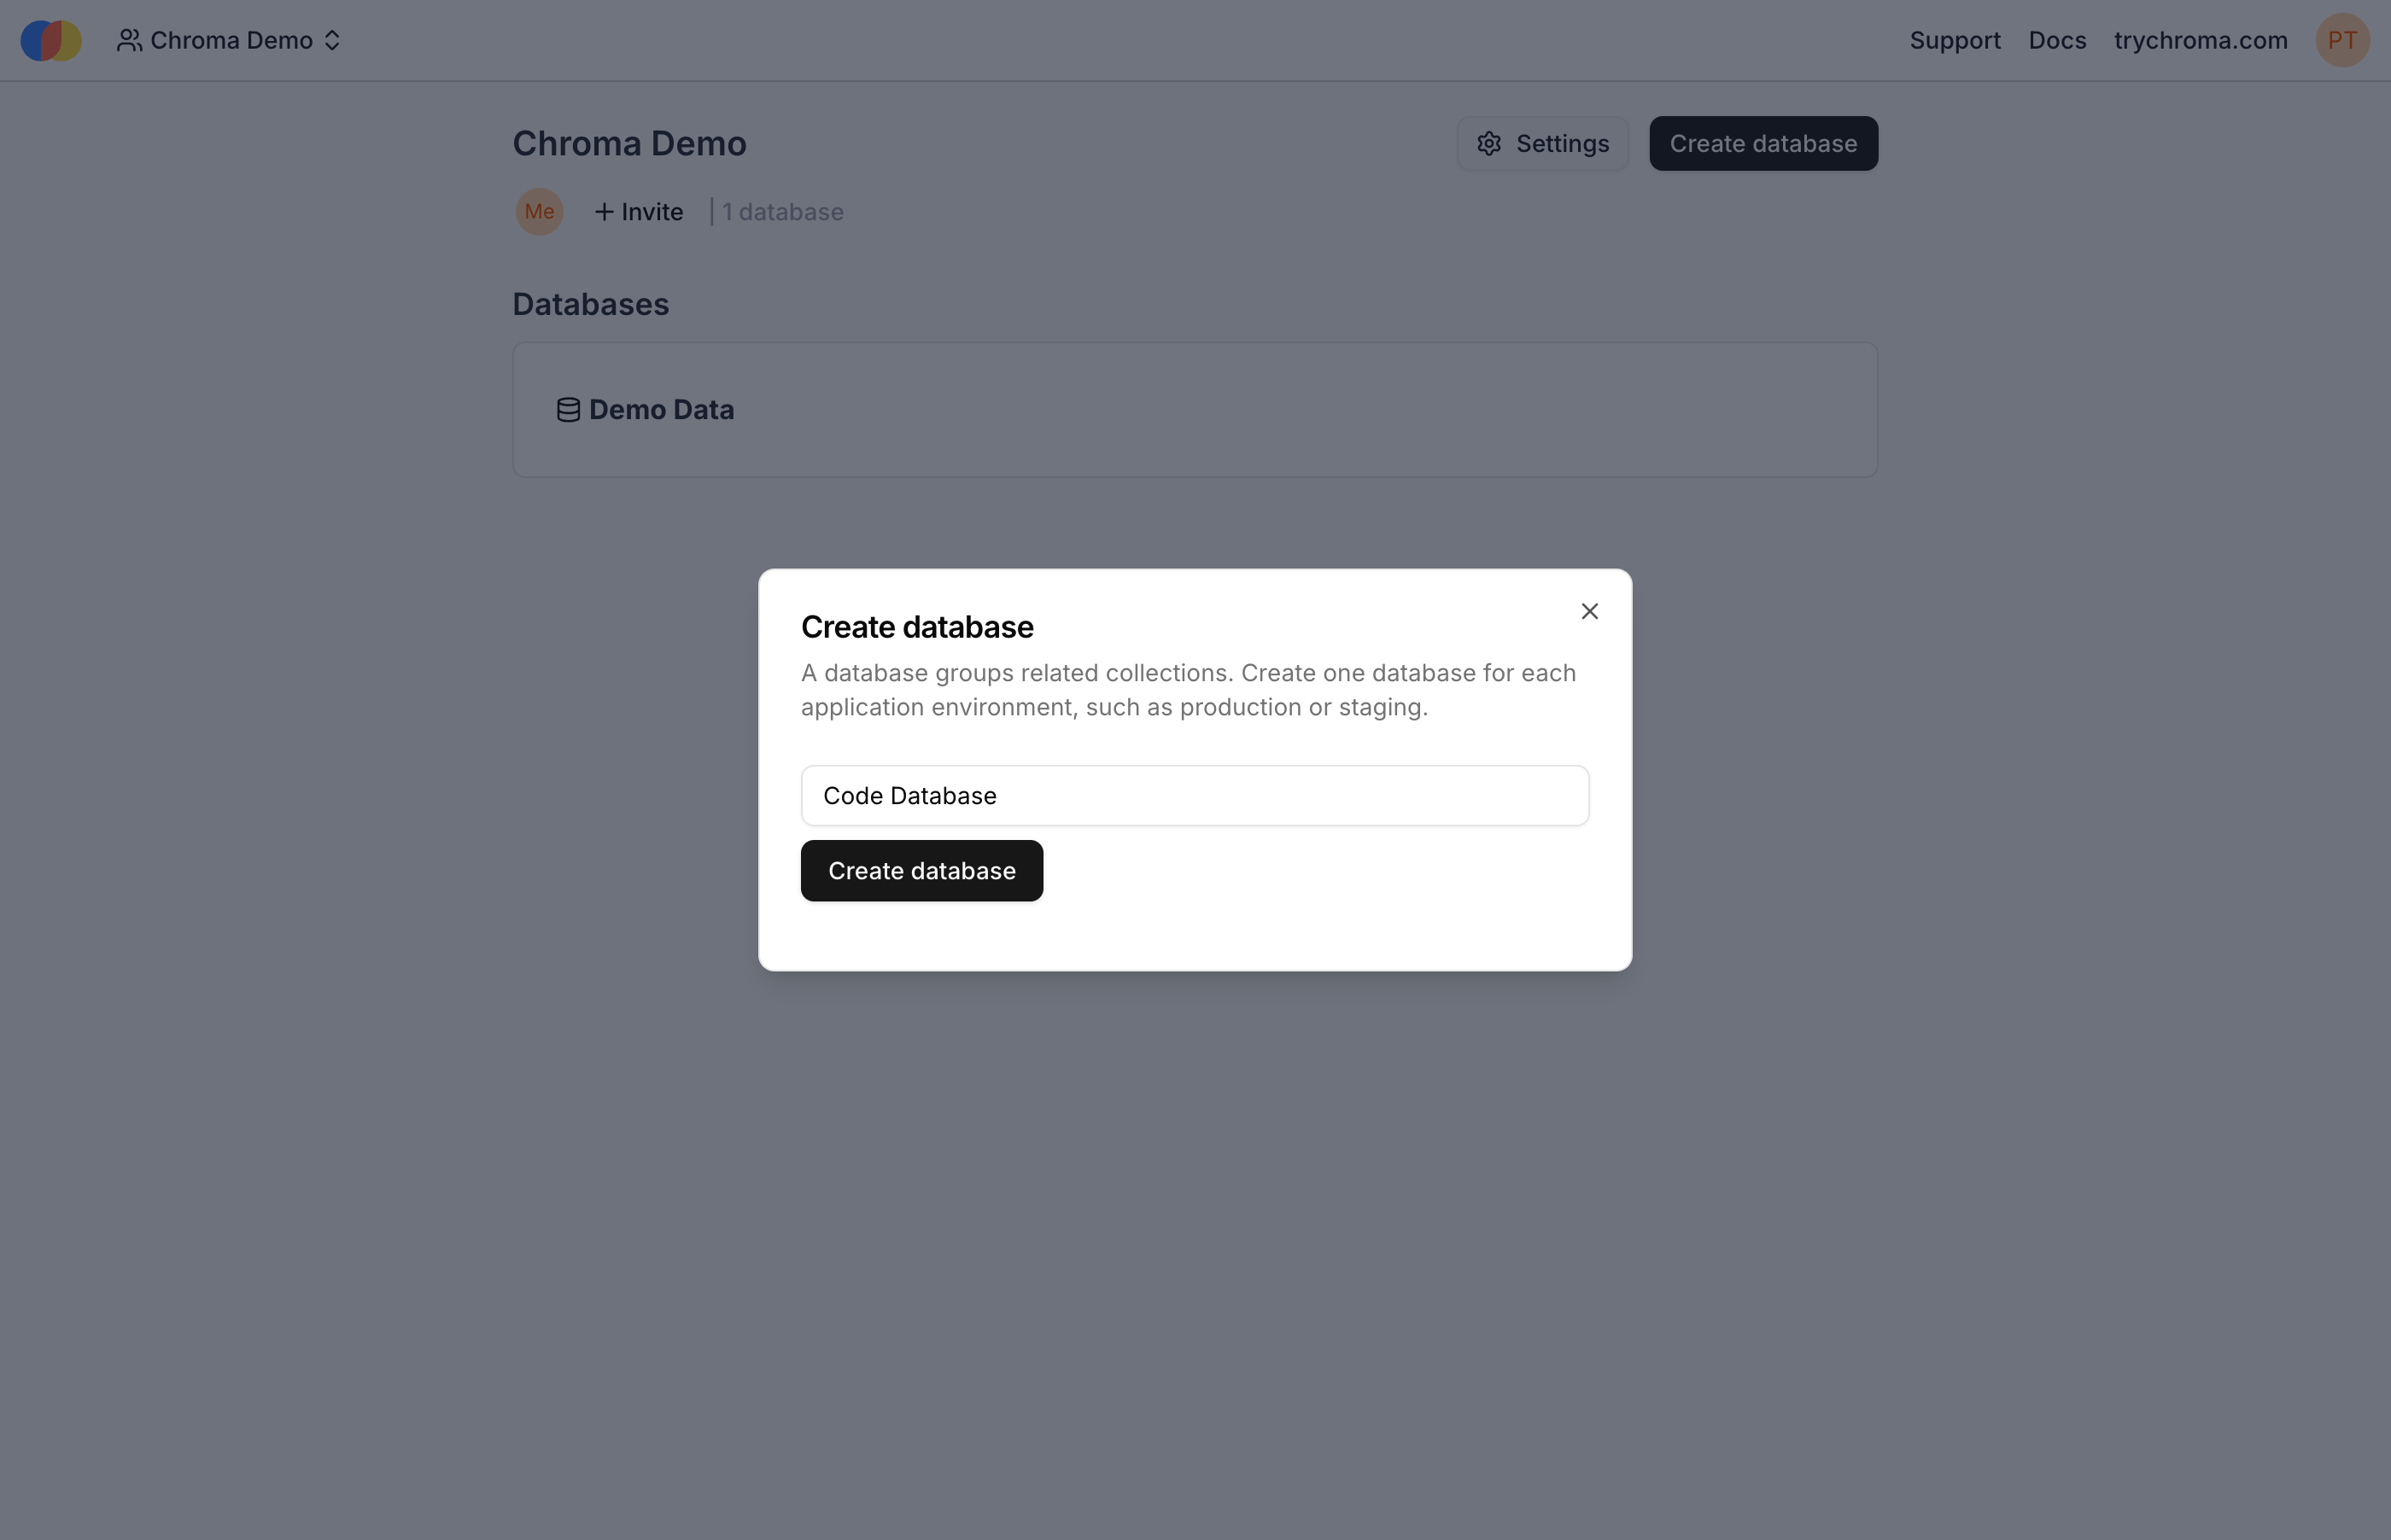 Chroma Demo
Support
Docs
trychroma.com
PT
Chroma Demo
Settings
Create database
Me
Invite
1 database
Databases
Demo Data
Create database
A database groups related collections. Create one database for each
application environment, such as production or staging.
Code Database
Create database